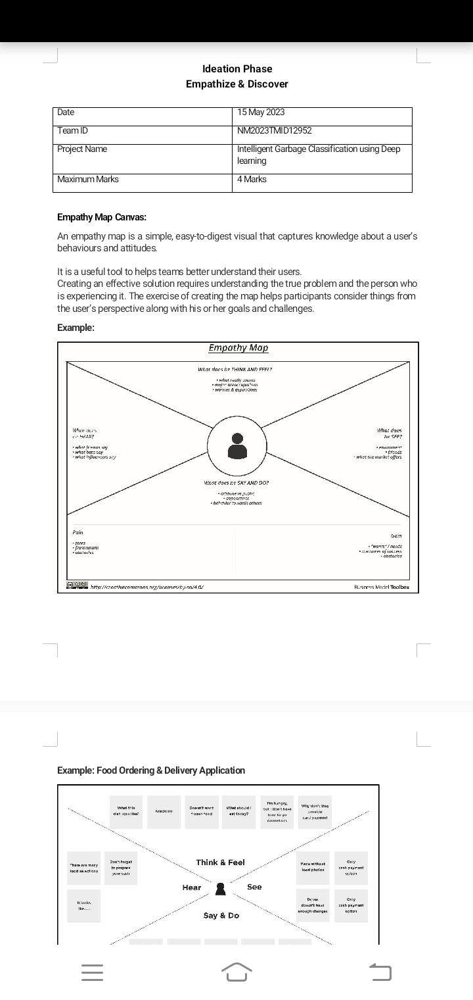 Ideation Phase
Empathize & Discover
Date 15 May 2023
Team ID NM2023TMID12952
Project Name Intelligent Garbage Classification using Deep
learning
Maximum Marks 4 Marks
Empathy Map Canvas:
An empathy map is a simple, easy-to-digest visual that captures knowledge about a user's
behaviours and attitudes.
It is a useful tool to helps teams better understand their users.
Creating an effective solution requires understanding the true problem and the person who
is experiencing it. The exercise of creating the map helps participants consider things from
the user's perspective along with his or her goals and challenges.
Example:
Empathy Map
What does he THINK AND FEEL?
• what really counts
• major preoccupations
• worries & aspirations
What does
he HEAR?
• what friends say
• what boss say
• what influencers say
What does
he SEE?
• enviroment
• friends
• what the market offers
What does he SAY AND DO?
• attitude in public
• appearance
• behavior towards others
Pain
• fears
• frustrations
• obstacles
Gain
• "wants" / needs
• measures of success
• obstacles
http://creativecommons.org/licenses/by-sa/4.0/
Business Model Toolbox
Example: Food Ordering & Delivery Application
What this
dish look like?
Annoying
Doesn't want
frozen food
What should I
eat today?
I'm hungry,
but I don't have
time to go
downstairs
Why don't they
provide
card payment
There are many
food selections
Don't forget
to prepare
your cash
It looks
like.....
Think & Feel
Hear
See
Say & Do
Menu without
food photos
Only
cash payment
option
Driver
doesn't have
enough changes
Only
cash payment
option